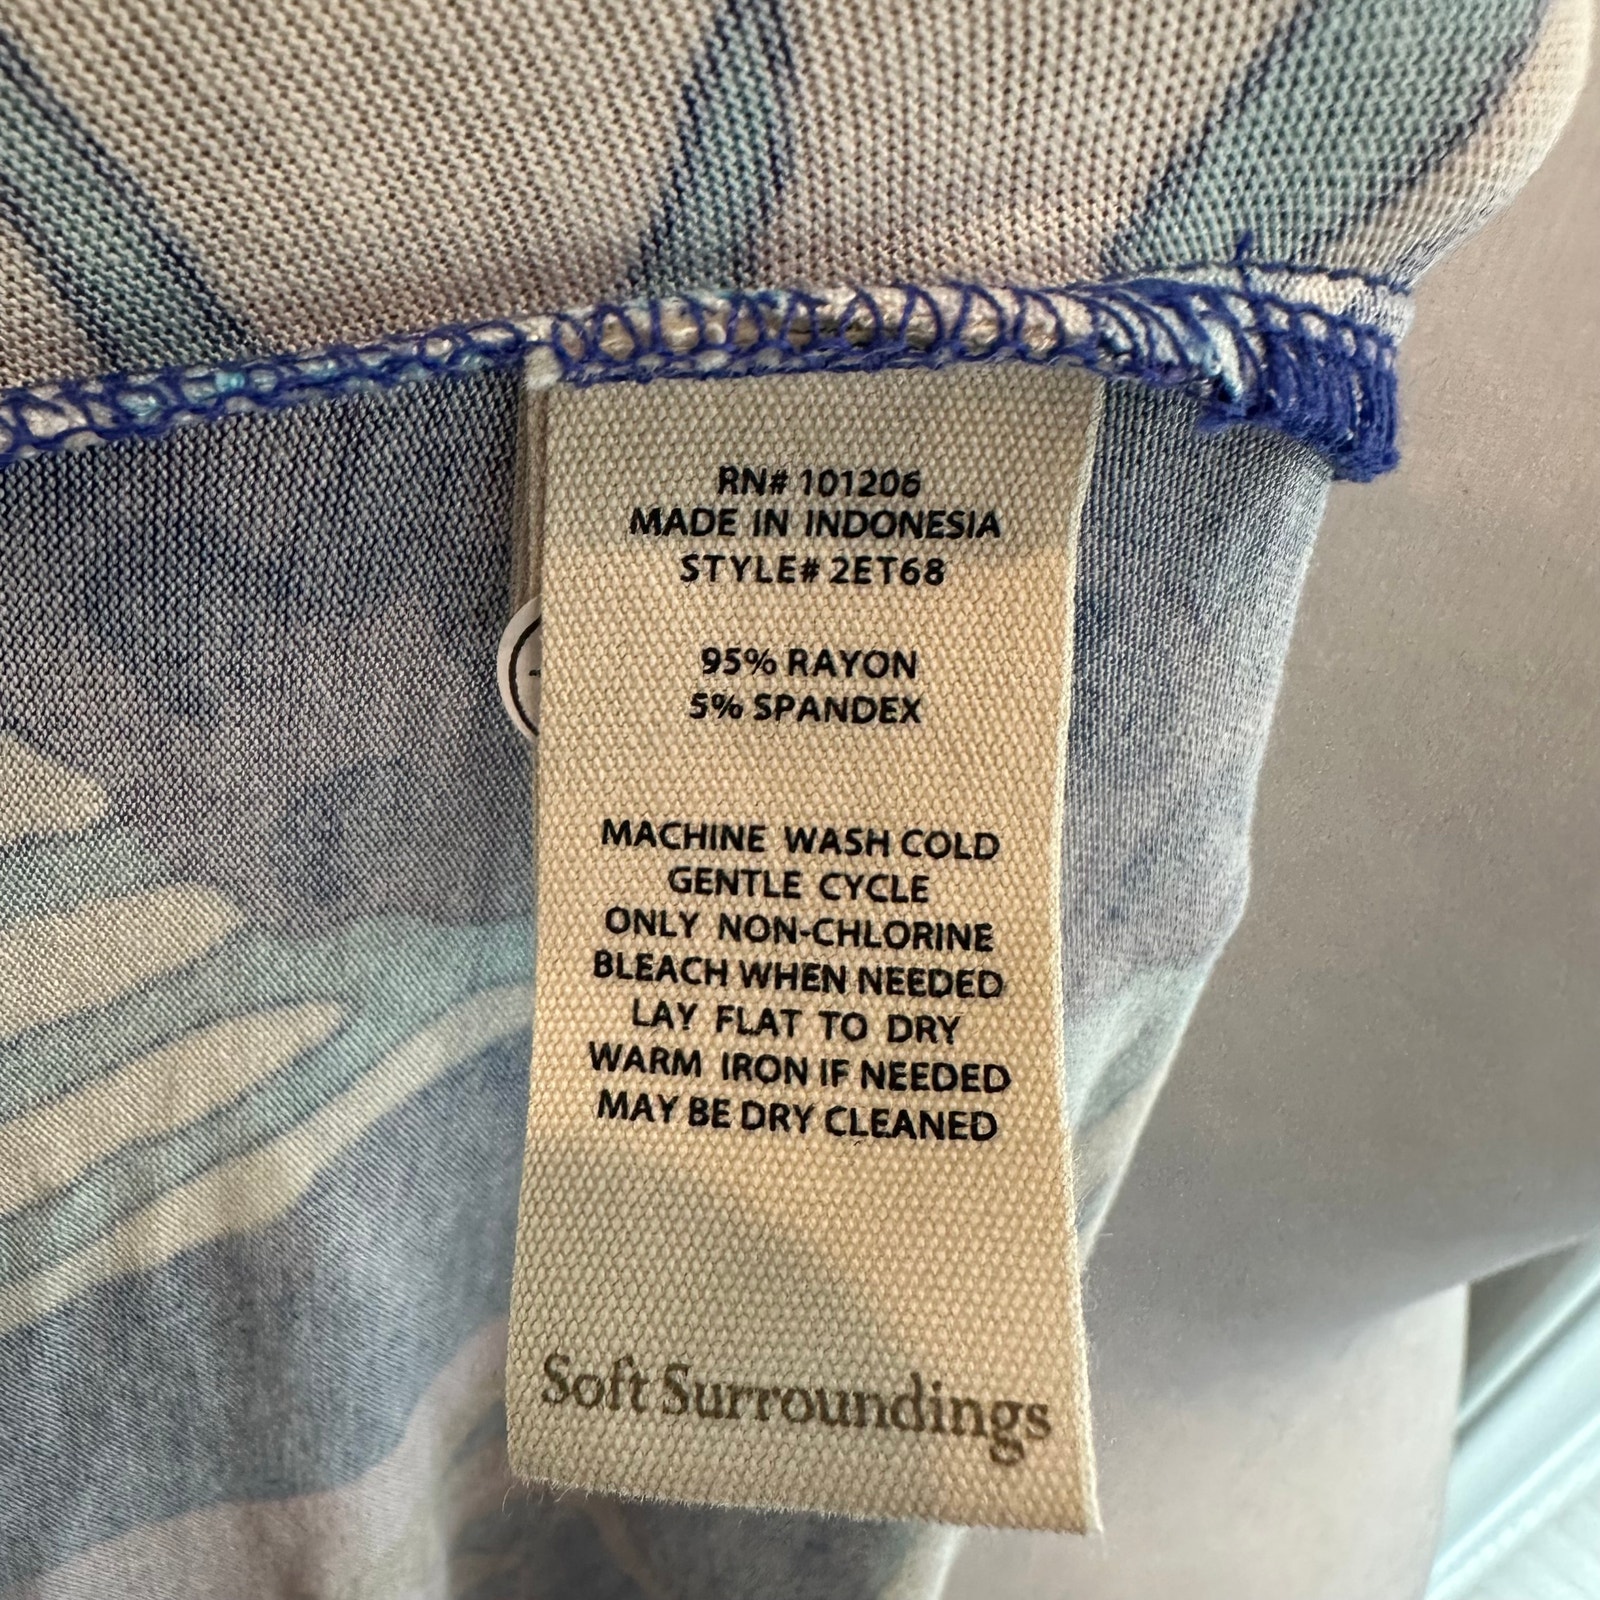 RN# 101206
MADE IN INDONESIA
STYLE# 2ET68
95% RAYON
5% SPANDEX
MACHINE WASH COLD
GENTLE CYCLE
ONLY NON-CHLORINE
BLEACH WHEN NEEDED
LAY FLAT TO DRY
WARM IRON IF NEEDED
MAY BE DRY CLEANED
Soft Surroundings